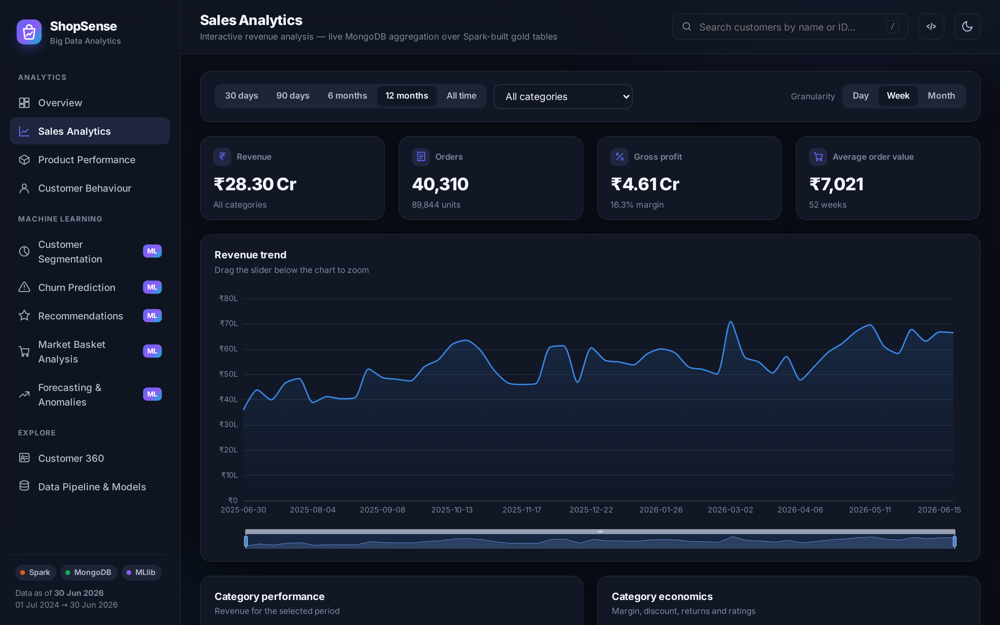 ShopSense
Big Data Analytics
ANALYTICS
Overview
Sales Analytics
Product Performance
Customer Behaviour
MACHINE LEARNING
Customer
Segmentation
ML
Churn Prediction
ML
Recommendations
ML
Market Basket
Analysis
ML
Forecasting &
Anomalies
ML
EXPLORE
Customer 360
Data Pipeline & Models
Spark
MongoDB
MLlib
Data as of 30 Jun 2026
01 Jul 2024 → 30 Jun 2026
Sales Analytics
Interactive revenue analysis — live MongoDB aggregation over Spark-built gold tables
Search customers by name or ID...
/
30 days
90 days
6 months
12 months
All time
All categories
Granularity
Day
Week
Month
₹
Revenue
₹28.30 Cr
All categories
Orders
40,310
89,844 units
%
Gross profit
₹4.61 Cr
16.3% margin
Average order value
₹7,021
52 weeks
Revenue trend
Drag the slider below the chart to zoom
₹80L
₹70L
₹60L
₹50L
₹40L
₹30L
₹20L
₹10L
₹0
2025-06-30
2025-08-04
2025-09-08
2025-10-13
2025-11-17
2025-12-22
2026-01-26
2026-03-02
2026-04-06
2026-05-11
2026-06-15
Category performance
Revenue for the selected period
Category economics
Margin, discount, returns and ratings